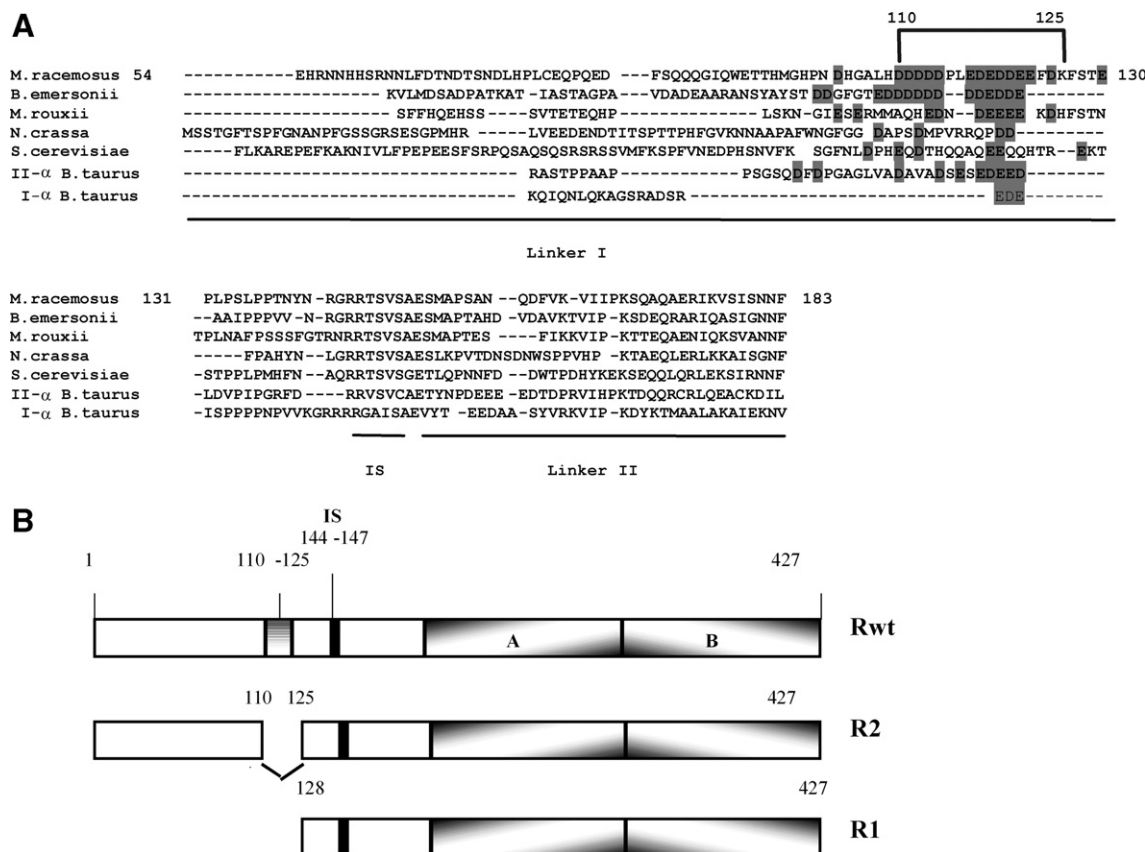 A
110 125
M.racemosus 54 -----------EHRNNHHSRNNLFDTNDTSNDLHPLCEQPQED ---FSQQQGIQWETTHMGHPN DHGALHDDDDDPLEDEDDEEFDKFSTE 130
B.emersonii --------------------KVLMDSADPATKAT-IASTAGPA -----VDADEAARANSYAYST DDGFGTEDDDDDD --DDEDDE--------
M.rouxii ---------------------SFFHQEHSS ----SVTETEQHP--------------LSKN-GIESERMMAQHEDN--DEEEE KDHFSTN
N.crassa MSSTGFTSPFGNANPFGSSGRSESGPMHR -----LVEEDENDTITSPTTPHFGVKNNAAPAFWNGFGG DAPSDMPVRRQPDD---------
S.cerevisiae -----FLKAREPEFKAKNIVLFPEPEESFSRPQSAQSQSRSRSSVMFKSPFVNEDPHSNVFK SGFNLDPHEQDTHQQAQEEQQHTR--EKT
II-α B.taurus ---------------------------------RASTPPAAP ------------PSGSQDFDPGAGLVADAVADSESEDEED--------
I-α B.taurus ---------------------------------KQIQNLQKAGSRADSR-----------------------------EDE--------
Linker I
M.racemosus 131 PLPSLPPTNYN -RGRRTSVSAESMAPSAN --QDFVK-VIIPKSQAQAERIKVSISNNF 183
B.emersonii --AAIPPPVV--N-RGRRTSVSAESMAPTAHD -VDAVKTVIP-KSDEQRARIQASIGNNF
M.rouxii TPLNAFPSSSFGTRNRRTSVSAESMAPTES ----FIKKVIP-KTTEQAENIQKSVANNF
N.crassa -----FPAHYN--LGRRTSVSAESLKPVTDNSDNWSPPVHP -KTAEQLERLKKAISGNF
S.cerevisiae --STPPLPMHFN --AQRRTSVSGETLQPNNFD --DWTPDHYKEKSEQQLQRLEKSIRNNF
II-α B.taurus --LDVPIPGRFD ----RRVSVCAETYNPDEEE -EDTDPRVIHPKTDQQRCRLQEACKDIL
I-α B.taurus -ISPPPPNPVVKGRRRRGAISAEVYT -EEDAA-SYVRKVIP-KDYKTMAALAKAIEKNV
IS Linker II
B
IS
144 -147
1 110 -125 427
A B Rwt
110 125 427
R2
128 427
R1